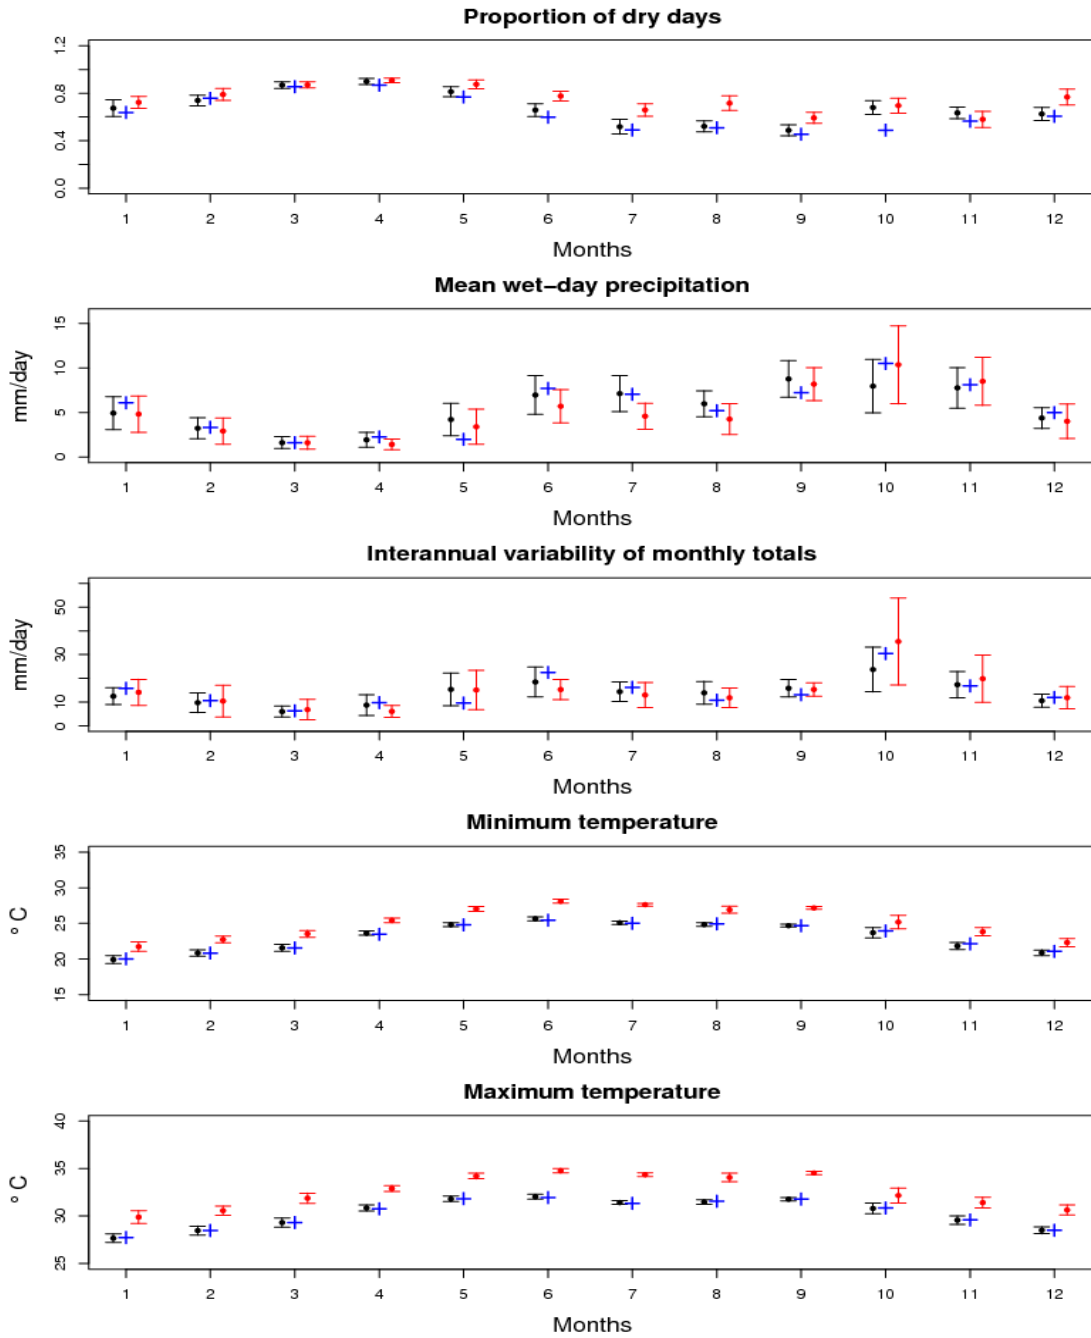 Proportion of dry days
1.2
0.8
0.4
0.0
1 2 3 4 5 6 7 8 9 10 11 12
Months
Mean wet–day precipitation
mm/day
15
10
5
0
1 2 3 4 5 6 7 8 9 10 11 12
Months
Interannual variability of monthly totals
mm/day
50
30
10
0
1 2 3 4 5 6 7 8 9 10 11 12
Months
Minimum temperature
° C
35
30
25
20
15
1 2 3 4 5 6 7 8 9 10 11 12
Months
Maximum temperature
° C
40
35
30
25
1 2 3 4 5 6 7 8 9 10 11 12
Months